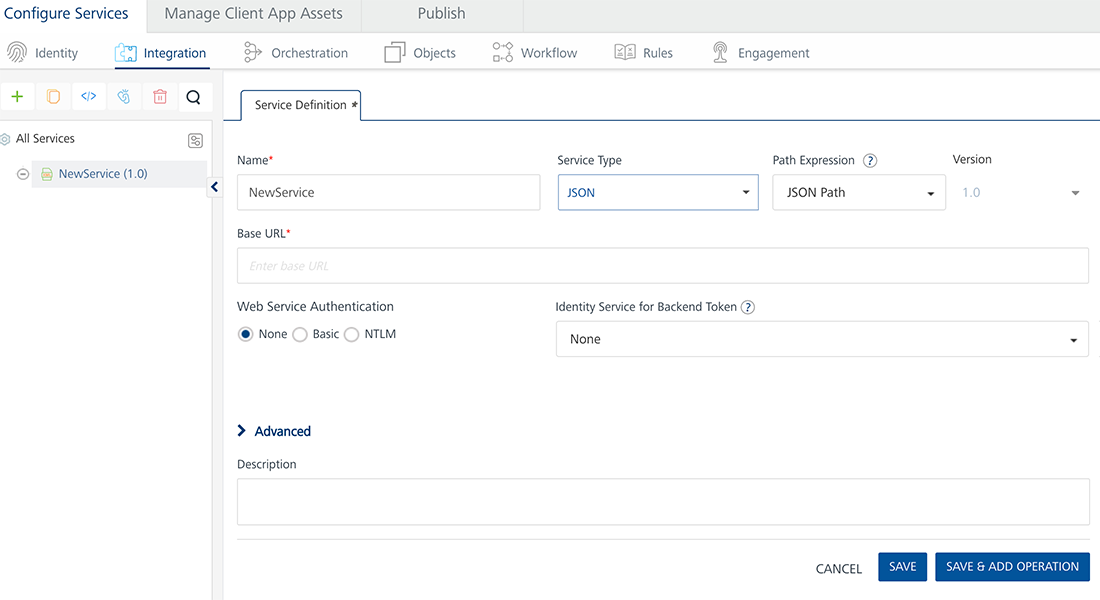 Configure Services Manage Client App Assets Publish
Identity Integration Orchestration Objects Workflow Rules Engagement
Service Definition *
All Services
NewService (1.0)
Name* Service Type Path Expression ? Version
NewService JSON JSON Path 1.0
Base URL*
Enter base URL
Web Service Authentication Identity Service for Backend Token ?
None Basic NTLM None
Advanced
Description
CANCEL SAVE SAVE & ADD OPERATION